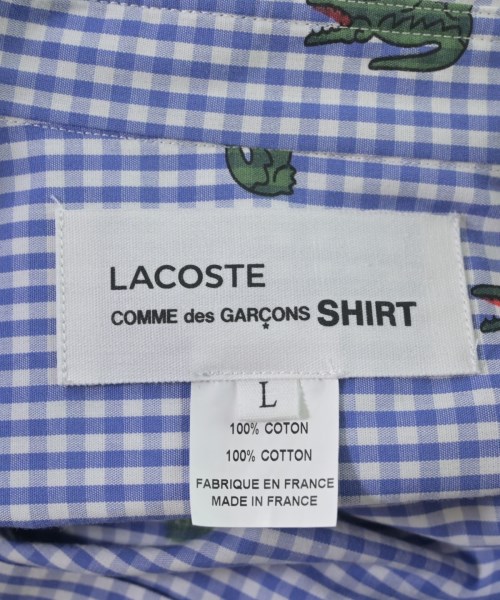 LACOSTE
COMME des GARÇONS SHIRT
L
100% COTON
100% COTTON
FABRIQUE EN FRANCE
MADE IN FRANCE